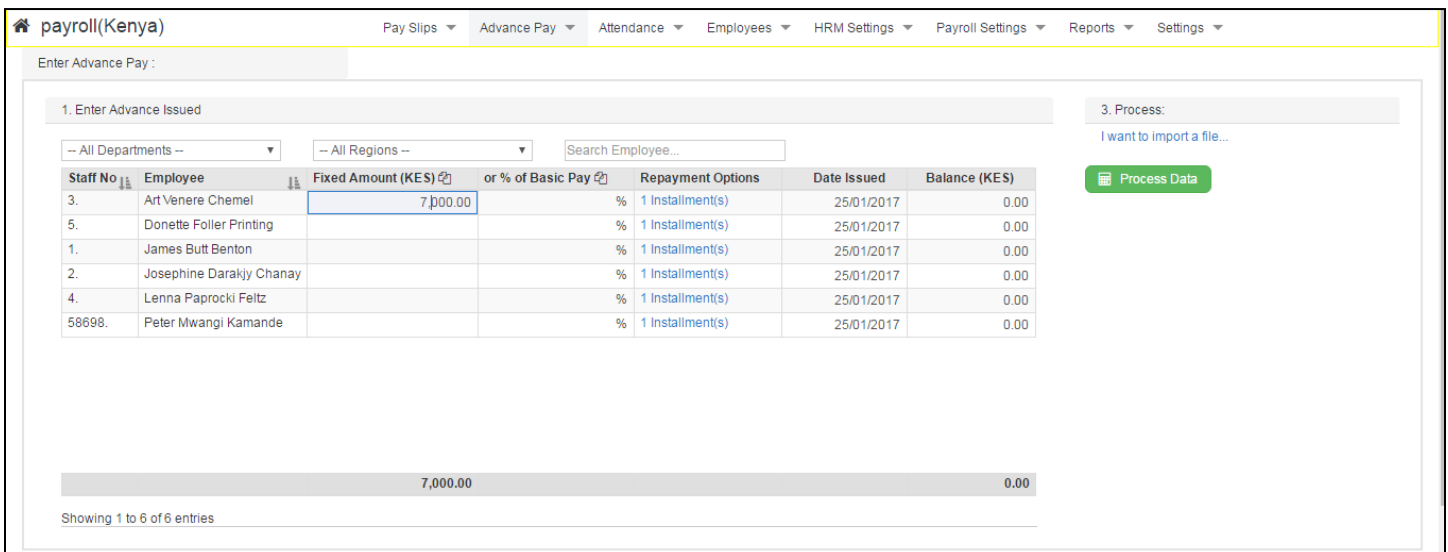 payroll(Kenya) Pay Slips Advance Pay Attendance Employees HRM Settings Payroll Settings Reports Settings
Enter Advance Pay :
1. Enter Advance Issued
3. Process:
I want to import a file...
-- All Departments -- -- All Regions -- Search Employee...
Staff No Employee Fixed Amount (KES) or % of Basic Pay Repayment Options Date Issued Balance (KES)
Process Data
3. Art Venere Chemel 7,000.00 % 1 Installment(s) 25/01/2017 0.00
5. Donette Foller Printing % 1 Installment(s) 25/01/2017 0.00
1. James Butt Benton % 1 Installment(s) 25/01/2017 0.00
2. Josephine Darakjy Chanay % 1 Installment(s) 25/01/2017 0.00
4. Lenna Paprocki Feltz % 1 Installment(s) 25/01/2017 0.00
58698. Peter Mwangi Kamande % 1 Installment(s) 25/01/2017 0.00
7,000.00 0.00
Showing 1 to 6 of 6 entries